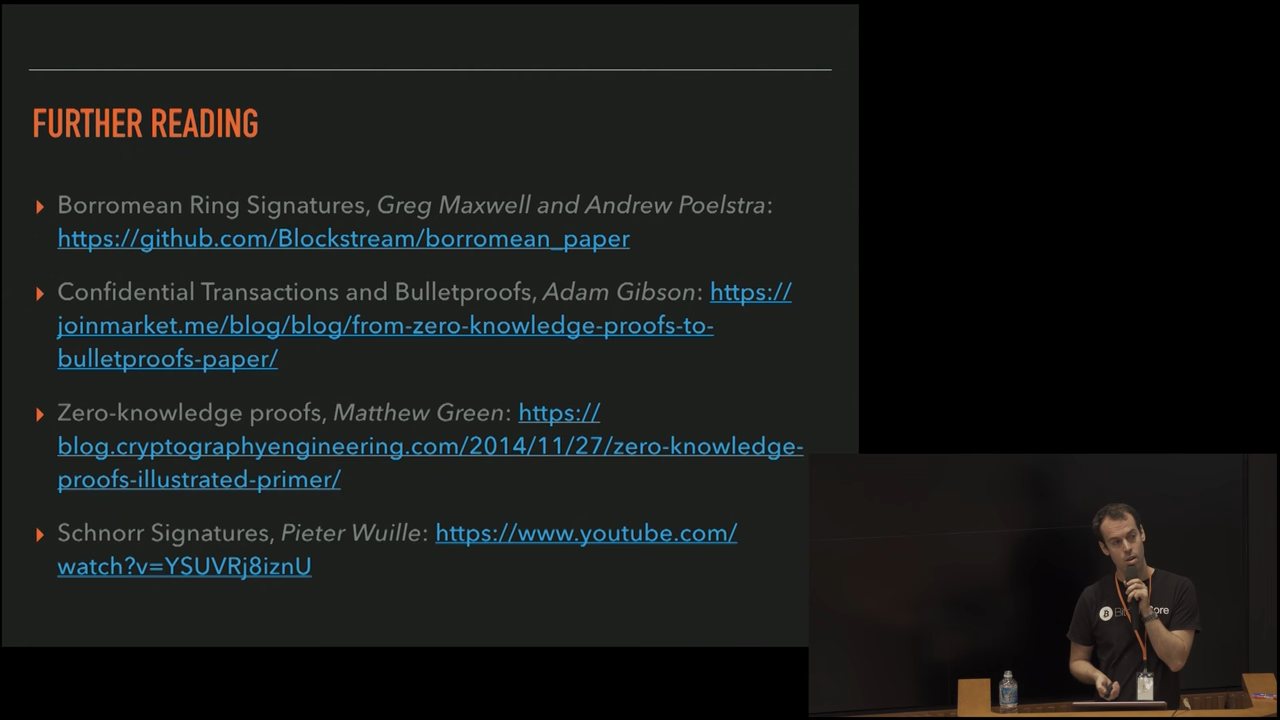 FURTHER READING
Borromean Ring Signatures, Greg Maxwell and Andrew Poelstra:
https://github.com/Blockstream/borromean_paper
Confidential Transactions and Bulletproofs, Adam Gibson: https://
joinmarket.me/blog/blog/from-zero-knowledge-proofs-to-
bulletproofs-paper/
Zero-knowledge proofs, Matthew Green: https://
blog.cryptographyengineering.com/2014/11/27/zero-knowledge-
proofs-illustrated-primer/
Schnorr Signatures, Pieter Wuille: https://www.youtube.com/
watch?v=YSUVRj8iznU